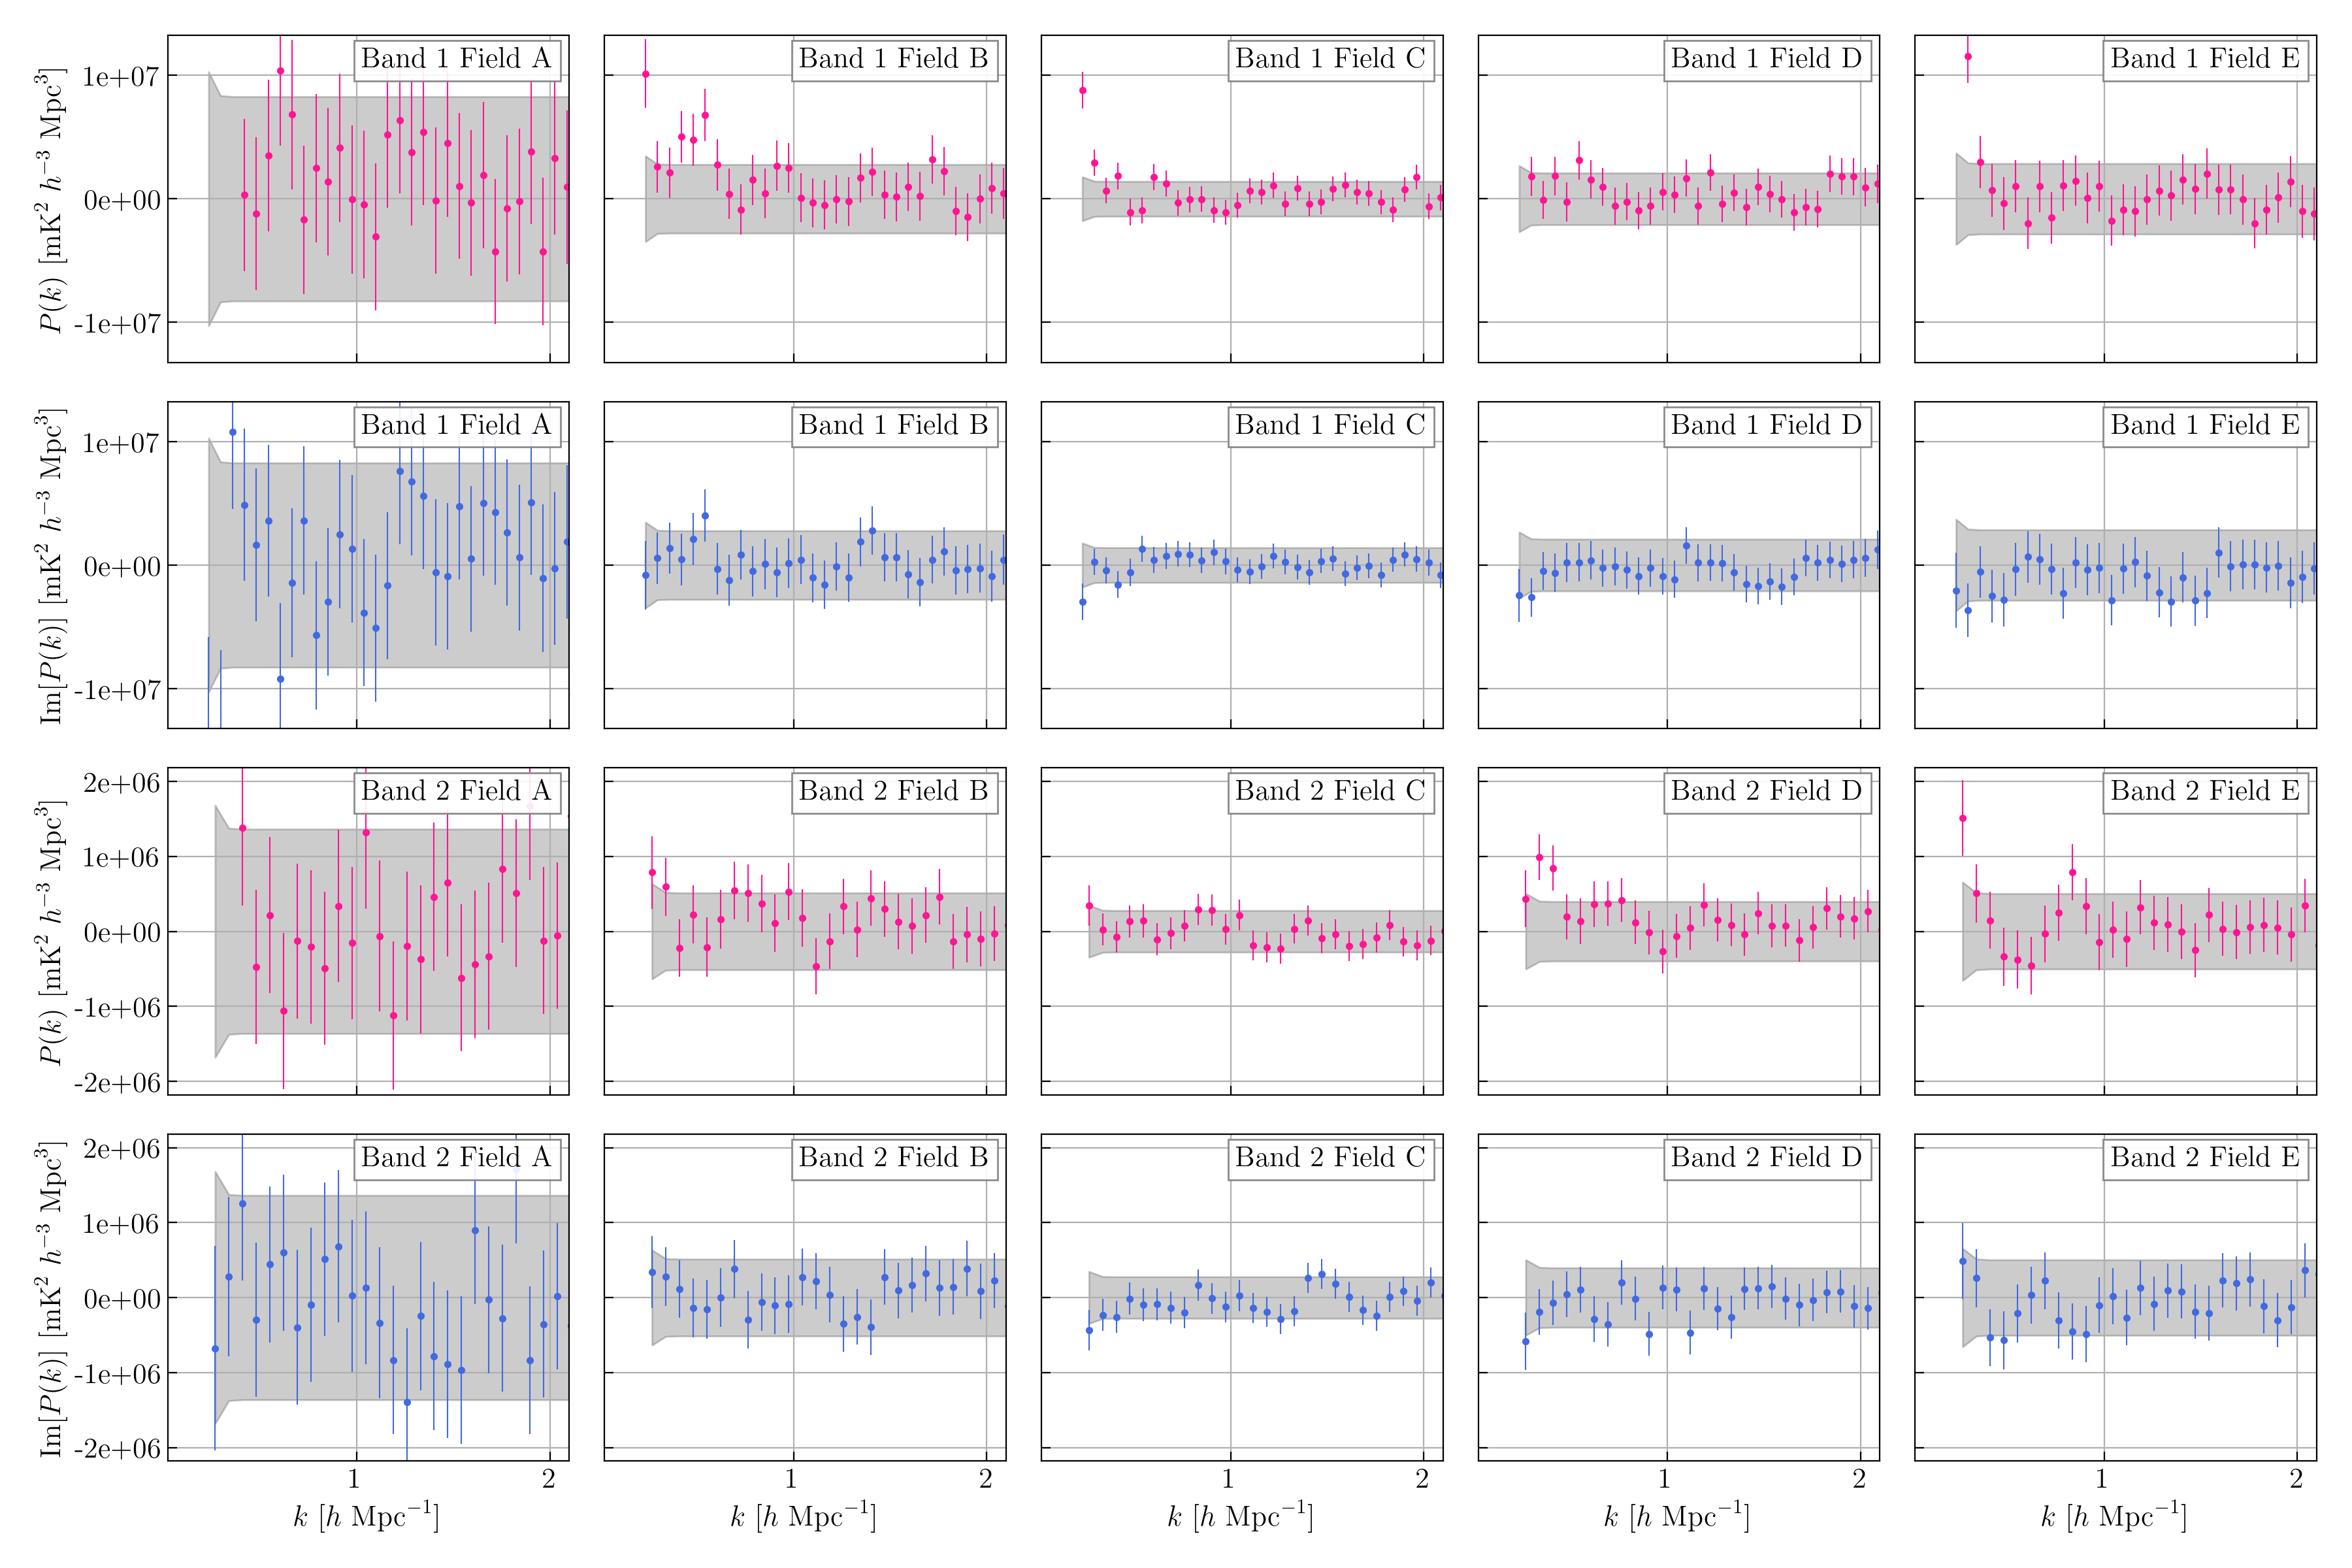 Band 1 Field A
Band 1 Field B
Band 1 Field C
Band 1 Field D
Band 1 Field E
P(k) [mK² h⁻³ Mpc³]
1e+07
0e+00
-1e+07
Band 1 Field A
Band 1 Field B
Band 1 Field C
Band 1 Field D
Band 1 Field E
Im[P(k)] [mK² h⁻³ Mpc³]
1e+07
0e+00
-1e+07
Band 2 Field A
Band 2 Field B
Band 2 Field C
Band 2 Field D
Band 2 Field E
P(k) [mK² h⁻³ Mpc³]
2e+06
1e+06
0e+00
-1e+06
-2e+06
Band 2 Field A
Band 2 Field B
Band 2 Field C
Band 2 Field D
Band 2 Field E
Im[P(k)] [mK² h⁻³ Mpc³]
2e+06
1e+06
0e+00
-1e+06
-2e+06
1 2
1 2
1 2
1 2
1 2
k [h Mpc⁻¹]
k [h Mpc⁻¹]
k [h Mpc⁻¹]
k [h Mpc⁻¹]
k [h Mpc⁻¹]